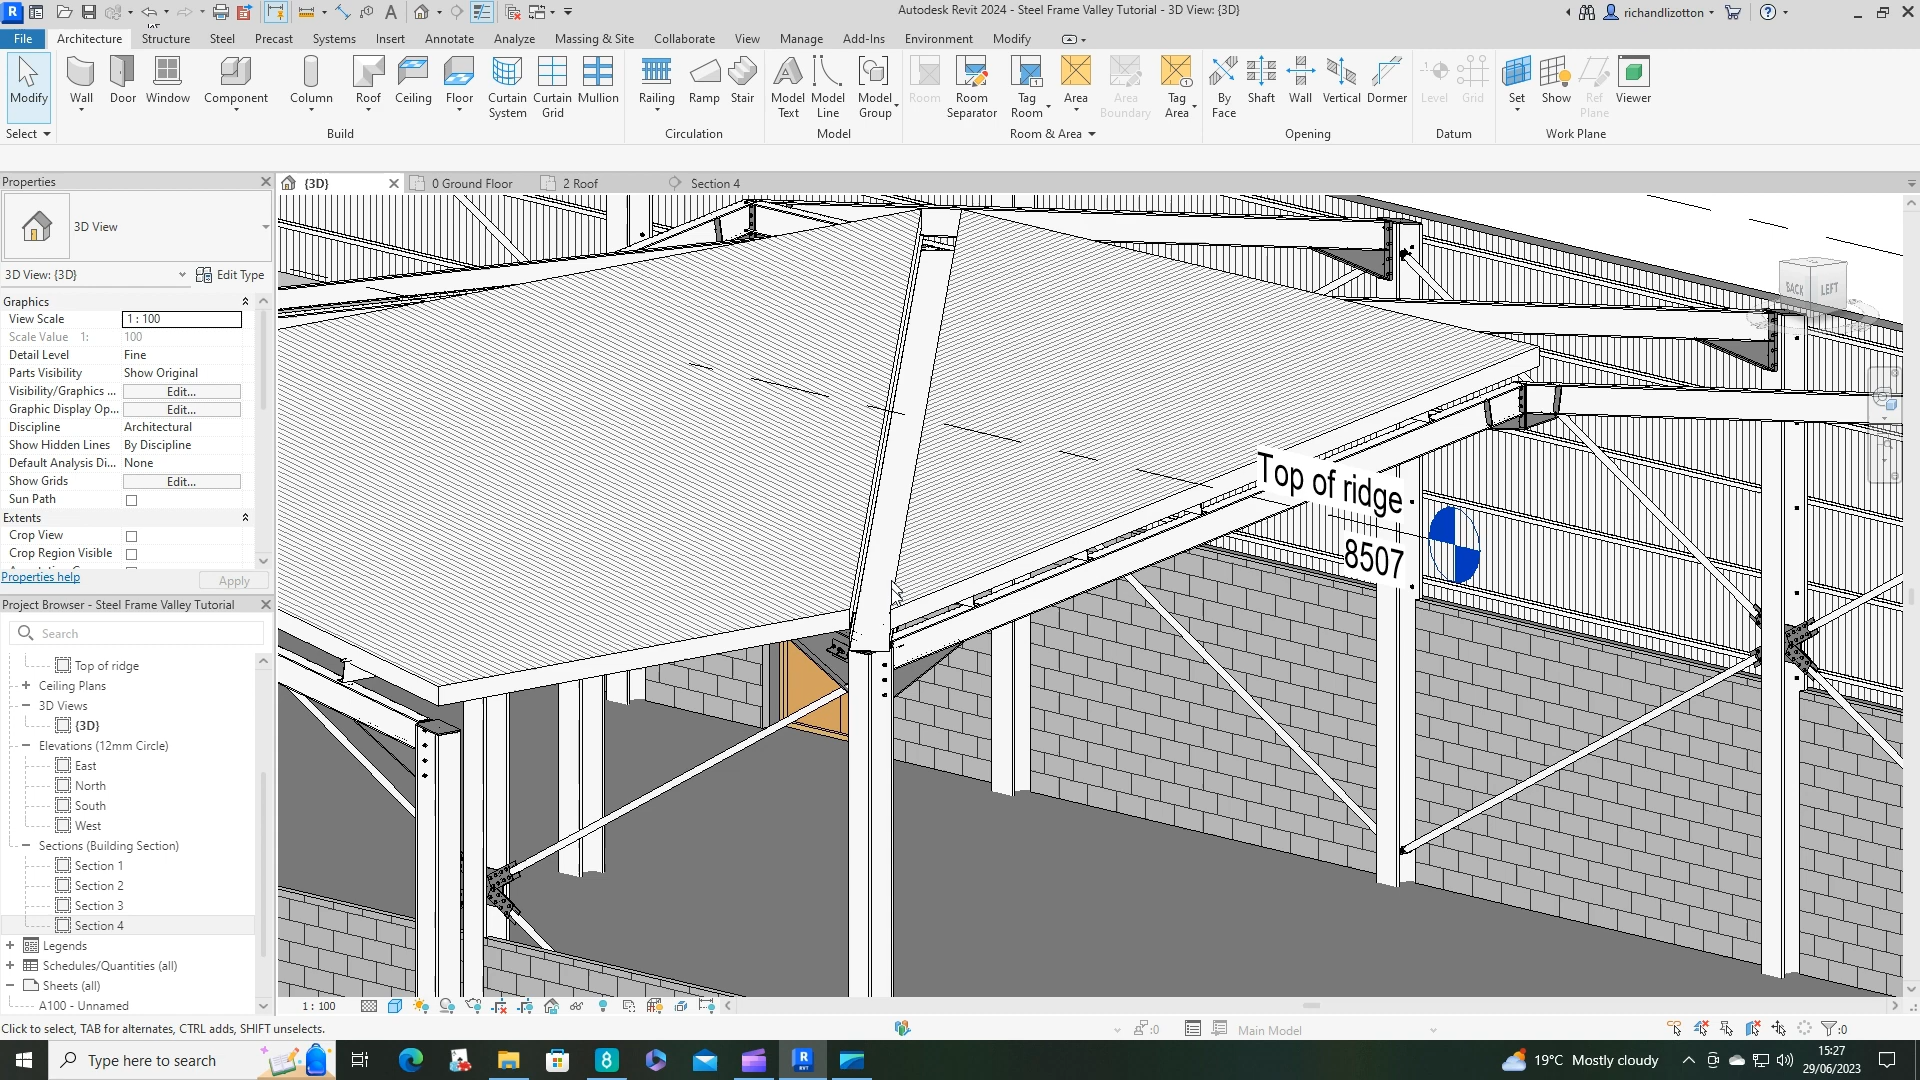 Autodesk Revit 2024 - Steel Frame Valley Tutorial - 3D View: {3D}
richandlizotton
File Architecture Structure Steel Precast Systems Insert Annotate Analyze Massing & Site Collaborate View Manage Add-Ins Environment Modify
Modify Wall Door Window Component Column Roof Ceiling Floor Curtain System Curtain Grid Mullion Railing Ramp Stair Model Text Model Line Model Group Room Room Separator Tag Room Area Area Boundary Tag Area By Face Shaft Wall Vertical Dormer Level Grid Set Show Ref Plane Viewer
Select Build Circulation Model Room & Area Opening Datum Work Plane
Properties
{3D} 0 Ground Floor 2 Roof Section 4
3D View
3D View: {3D} Edit Type
Graphics
View Scale 1 : 100
Scale Value 1: 100
Detail Level Fine
Parts Visibility Show Original
Visibility/Graphics ... Edit...
Graphic Display Op... Edit...
Discipline Architectural
Show Hidden Lines By Discipline
Default Analysis Di... None
Show Grids Edit...
Sun Path
Extents
Crop View
Crop Region Visible
Properties help Apply
Project Browser - Steel Frame Valley Tutorial
Search
Top of ridge
Ceiling Plans
3D Views
{3D}
Elevations (12mm Circle)
East
North
South
West
Sections (Building Section)
Section 1
Section 2
Section 3
Section 4
Legends
Schedules/Quantities (all)
Sheets (all)
A100 - Unnamed
BACK LEFT
Top of ridge
8507
1 : 100
Click to select, TAB for alternates, CTRL adds, SHIFT unselects.
:0
Main Model
:0
Type here to search
19°C Mostly cloudy
15:27
29/06/2023